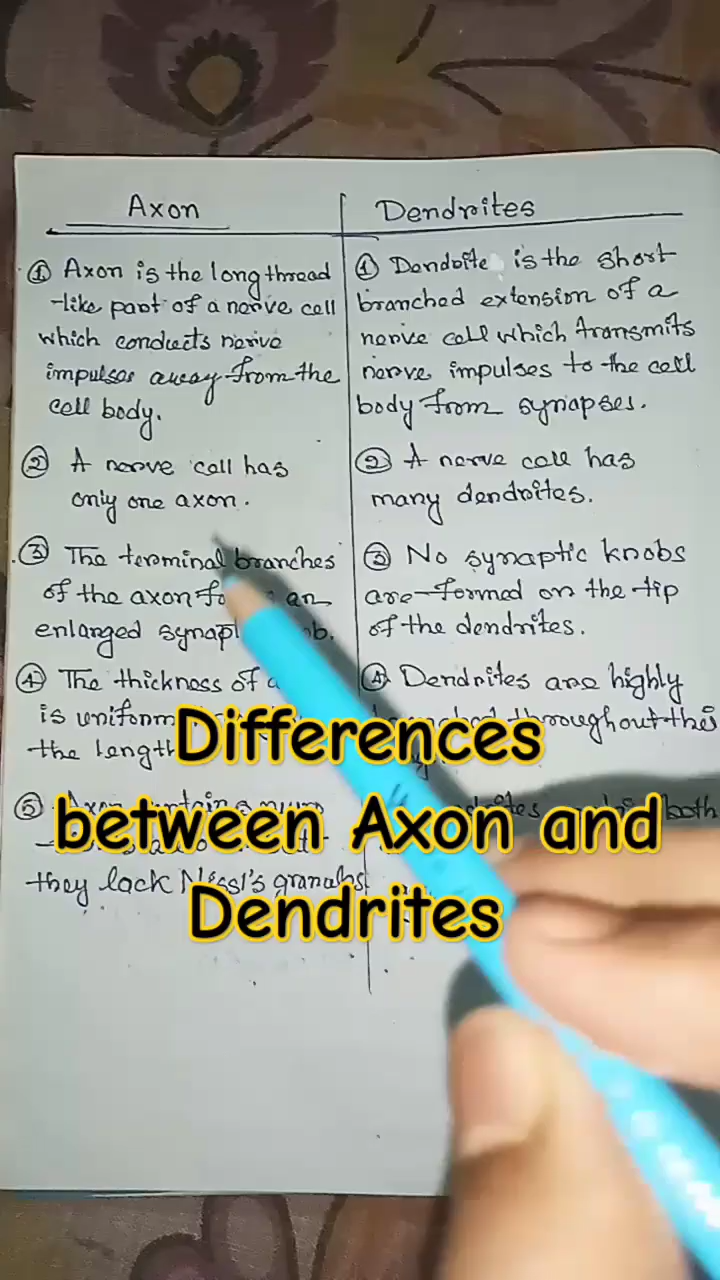 Axon
① Axon is the long thread
-like part of a nerve cell
which conducts nerve
impulses away from the
cell body.
② A nerve cell has
only one axon.
③ The terminal branches
of the axon an
enlarged
④ The thickness of
is uniform
the length
⑤ Axon
they lack Nissl's granules.
Dendrites
① Dendrite is the short
branched extension of a
nerve cell which transmits
nerve impulses to the cell
body from synapses.
② A nerve cell has
many dendrites.
③ No synaptic knobs
are formed on the tip
of the dendrites.
④ Dendrites are highly
throughout their
both
Differences
between Axon and
Dendrites